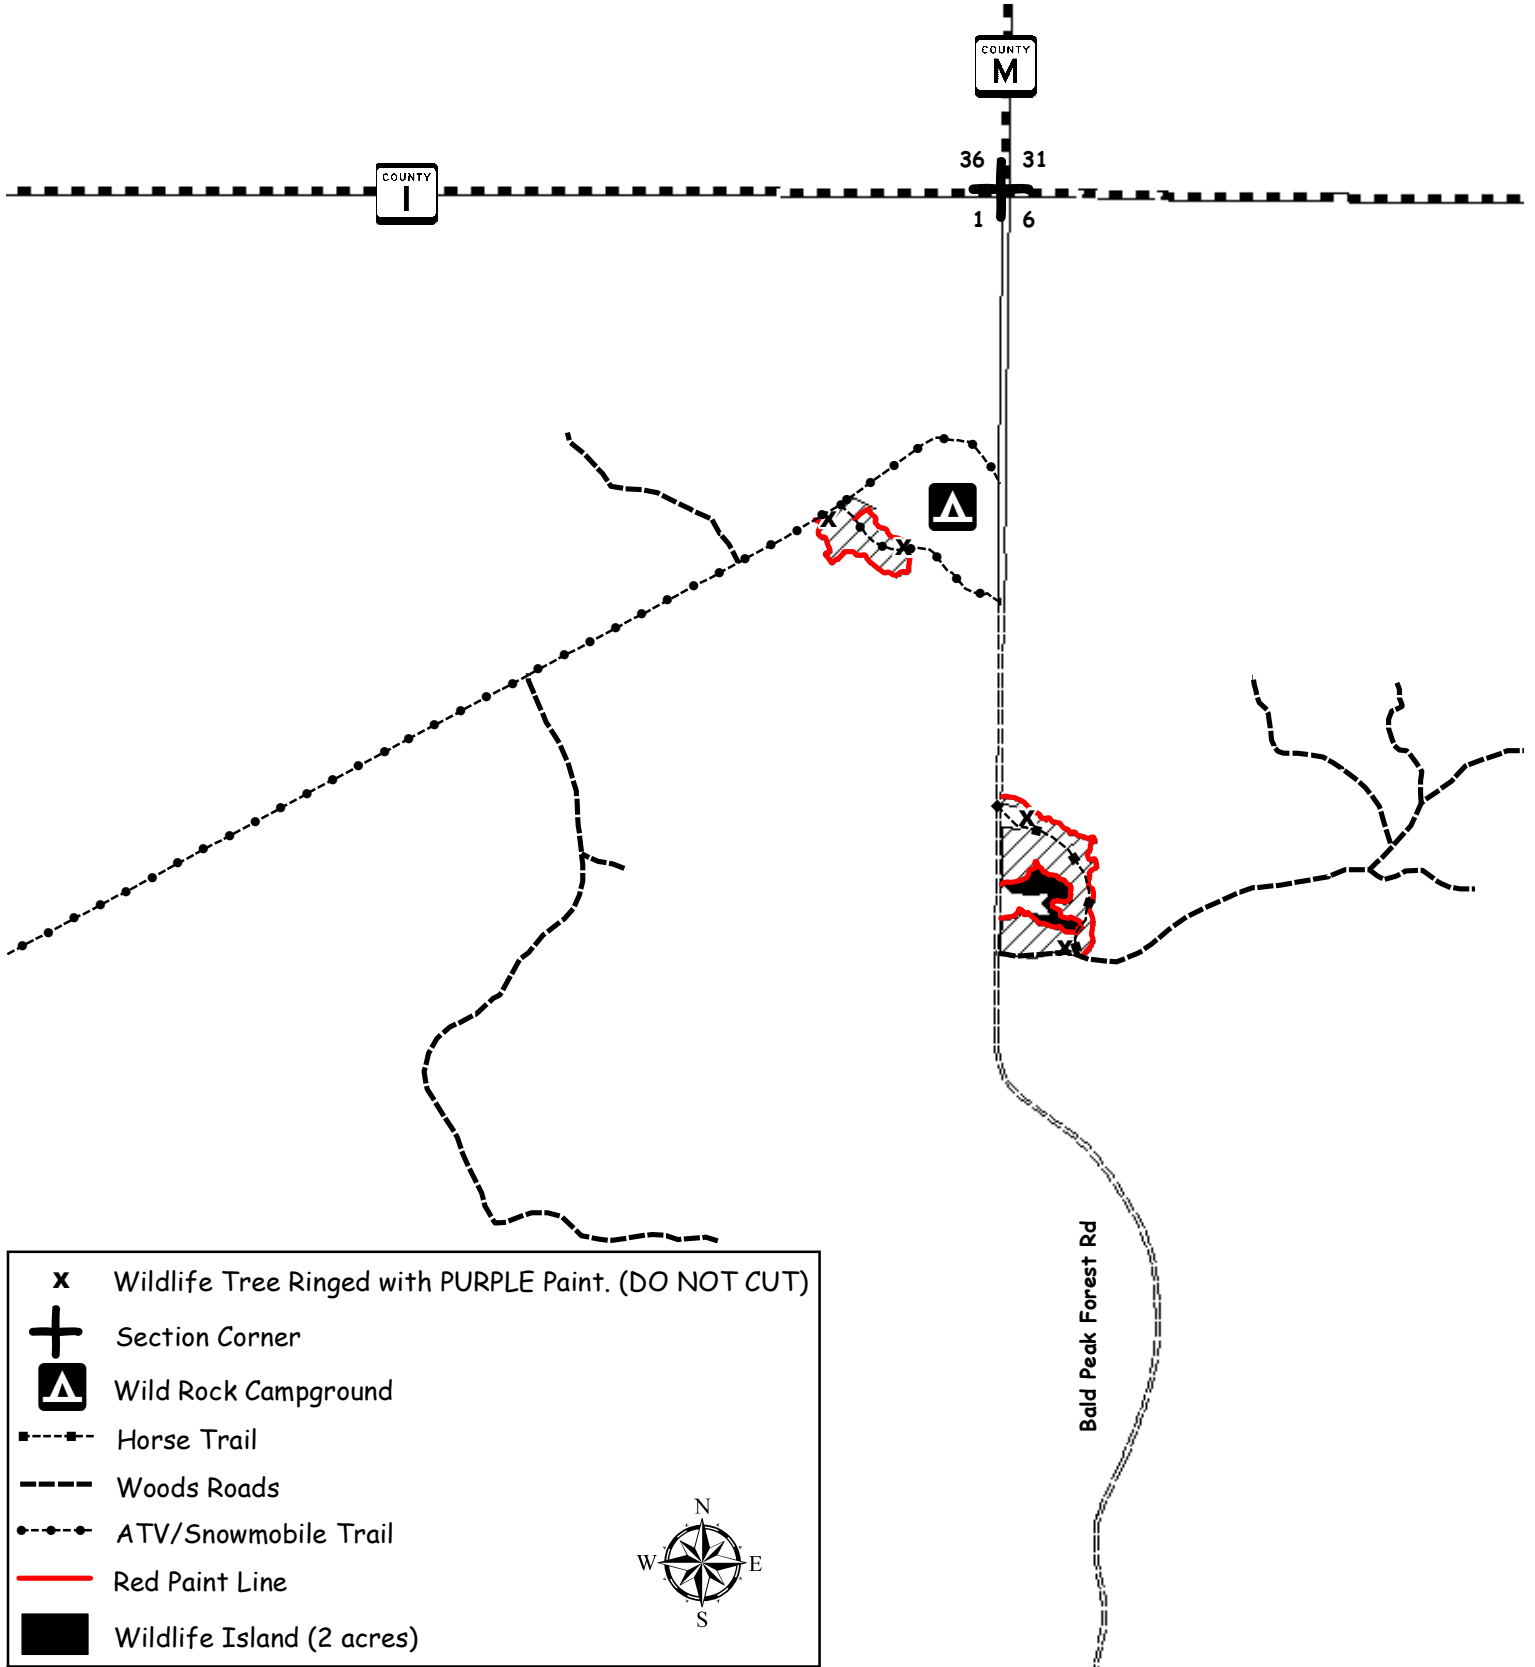 COUNTY
M
36 31
COUNTY
I
1 6
Bald Peak Forest Rd
x Wildlife Tree Ringed with PURPLE Paint. (DO NOT CUT)
Section Corner
Wild Rock Campground
Horse Trail
Woods Roads
ATV/Snowmobile Trail
Red Paint Line
Wildlife Island (2 acres)
N
W E
S
x
x
x
x